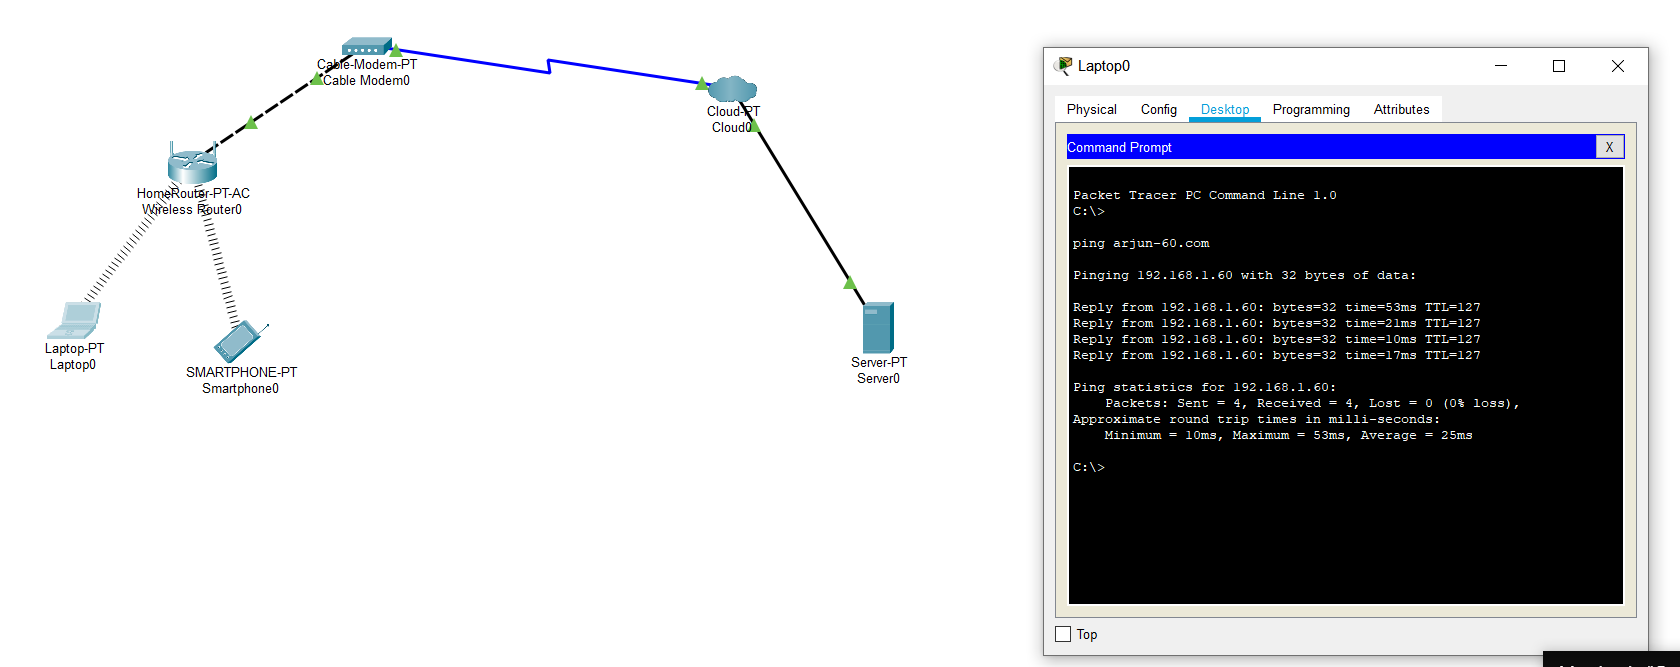 Cable-Modem-PT
Cable Modem0
Cloud-PT
Cloud0
HomeRouter-PT-AC
Wireless Router0
Laptop-PT
Laptop0
SMARTPHONE-PT
Smartphone0
Server-PT
Server0
Laptop0
Physical Config Desktop Programming Attributes
Command Prompt X
Packet Tracer PC Command Line 1.0
C:\>
ping arjun-60.com
Pinging 192.168.1.60 with 32 bytes of data:
Reply from 192.168.1.60: bytes=32 time=53ms TTL=127
Reply from 192.168.1.60: bytes=32 time=21ms TTL=127
Reply from 192.168.1.60: bytes=32 time=10ms TTL=127
Reply from 192.168.1.60: bytes=32 time=17ms TTL=127
Ping statistics for 192.168.1.60:
Packets: Sent = 4, Received = 4, Lost = 0 (0% loss),
Approximate round trip times in milli-seconds:
Minimum = 10ms, Maximum = 53ms, Average = 25ms
C:\>
Top